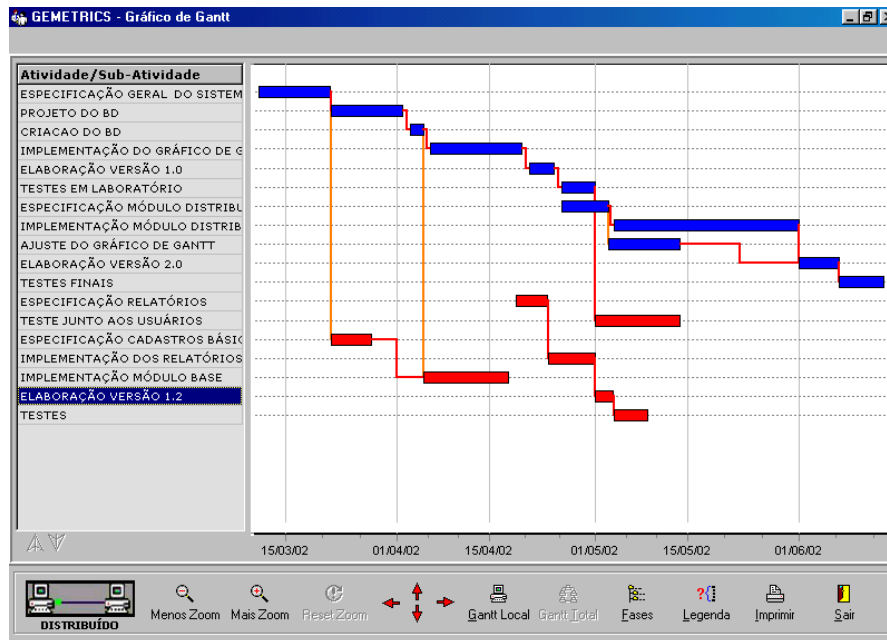 GEMETRICS - Gráfico de Gantt
Atividade/Sub-Atividade
ESPECIFICAÇÃO GERAL DO SISTEM
PROJETO DO BD
CRIACAO DO BD
IMPLEMENTAÇÃO DO GRÁFICO DE G
ELABORAÇÃO VERSÃO 1.0
TESTES EM LABORATÓRIO
ESPECIFICAÇÃO MÓDULO DISTRIBU
IMPLEMENTAÇÃO MÓDULO DISTRIB
AJUSTE DO GRÁFICO DE GANTT
ELABORAÇÃO VERSÃO 2.0
TESTES FINAIS
ESPECIFICAÇÃO RELATÓRIOS
TESTE JUNTO AOS USUÁRIOS
ESPECIFICAÇÃO CADASTROS BÁSIC
IMPLEMENTAÇÃO DOS RELATÓRIOS
IMPLEMENTAÇÃO MÓDULO BASE
ELABORAÇÃO VERSÃO 1.2
TESTES
15/03/02 01/04/02 15/04/02 01/05/02 15/05/02 01/06/02
DISTRIBUÍDO Menos Zoom Mais Zoom Reset Zoom Gantt Local Gantt Total Fases Legenda Imprimir Sair